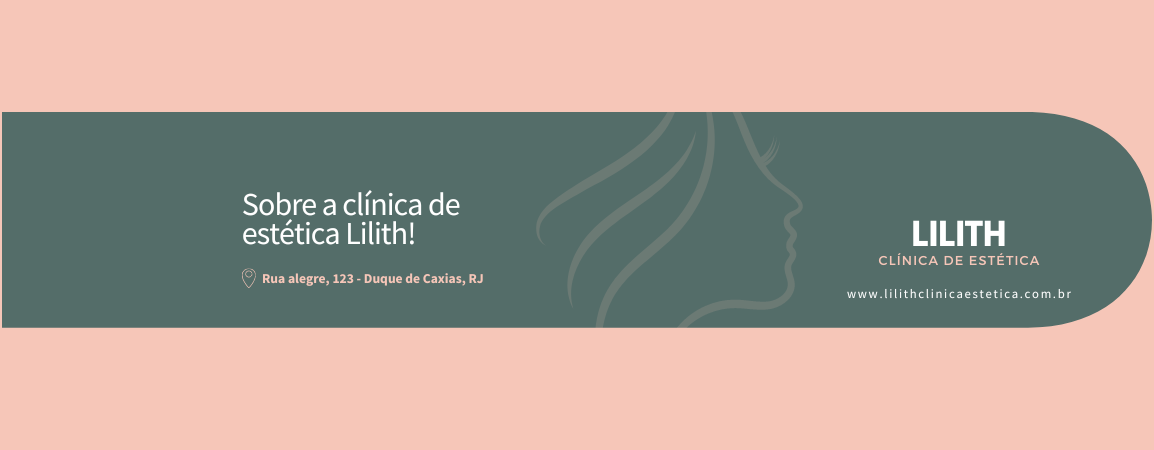 Sobre a clínica de
estética Lilith!
Rua alegre, 123 - Duque de Caxias, RJ
LILITH
CLÍNICA DE ESTÉTICA
www.lilithclinicaestetica.com.br